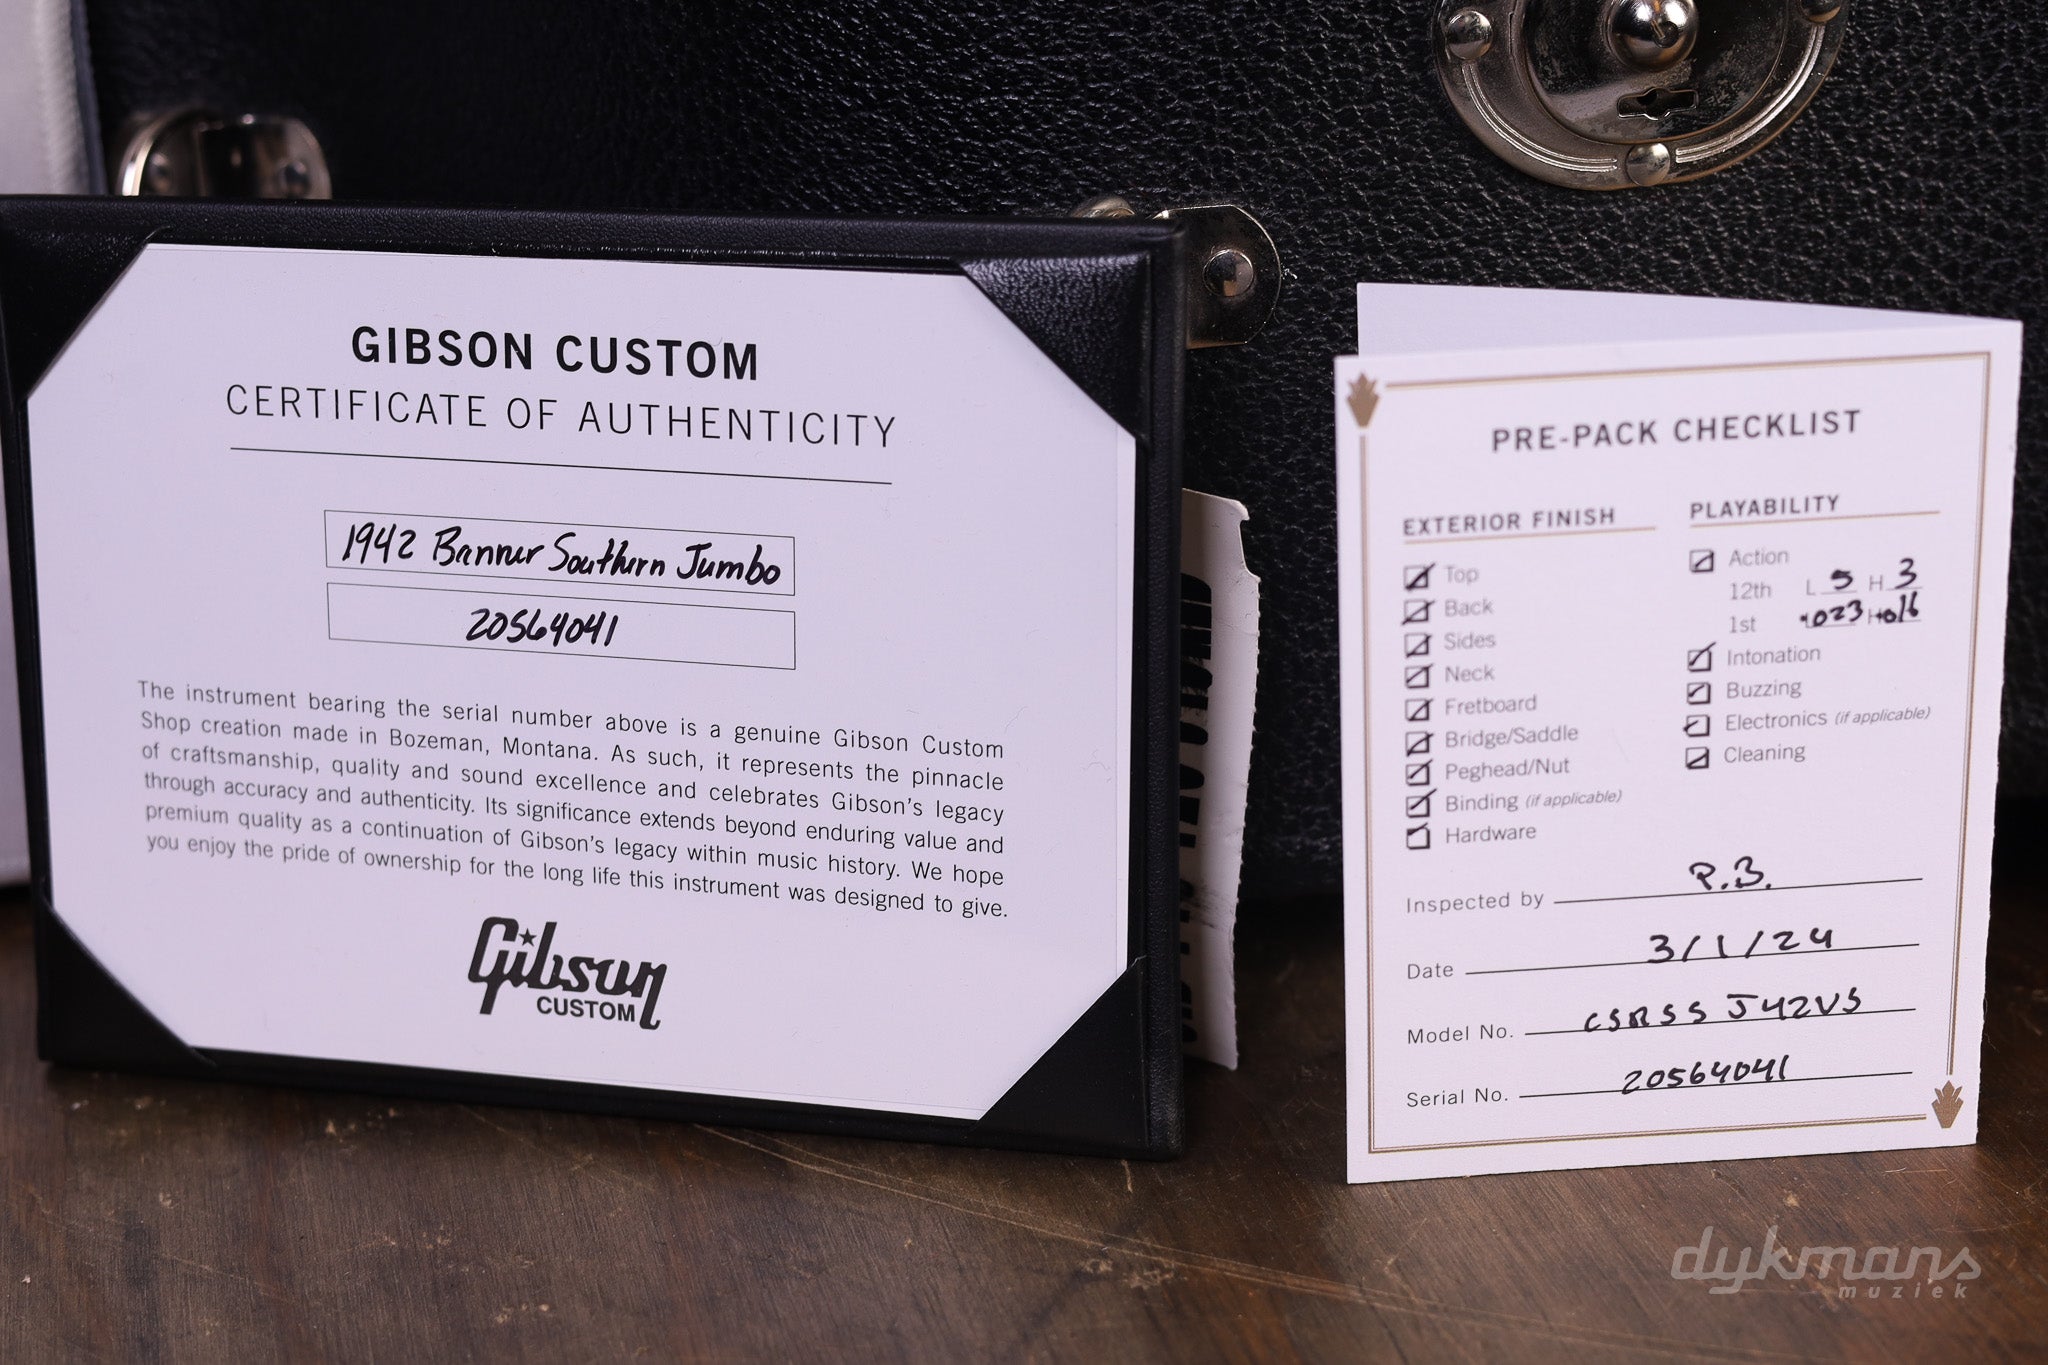 GIBSON CUSTOM
CERTIFICATE OF AUTHENTICITY
1942 Banner Southern Jumbo
20564041
The instrument bearing the serial number above is a genuine Gibson Custom
Shop creation made in Bozeman, Montana. As such, it represents the pinnacle
of craftsmanship, quality and sound excellence and celebrates Gibson's legacy
through accuracy and authenticity. Its significance extends beyond enduring value and
premium quality as a continuation of Gibson's legacy within music history. We hope
you enjoy the pride of ownership for the long life this instrument was designed to give.
Gibson
CUSTOM
PRE-PACK CHECKLIST
EXTERIOR FINISH
Top
Back
Sides
Neck
Fretboard
Bridge/Saddle
Peghead/Nut
Binding (if applicable)
Hardware
PLAYABILITY
Action
12th L 5 H 3
1st .023 H .016
Intonation
Buzzing
Electronics (if applicable)
Cleaning
Inspected by P.B.
Date 3/1/24
Model No. CSRSSJ42VS
Serial No. 20564041
dykmans
muziek